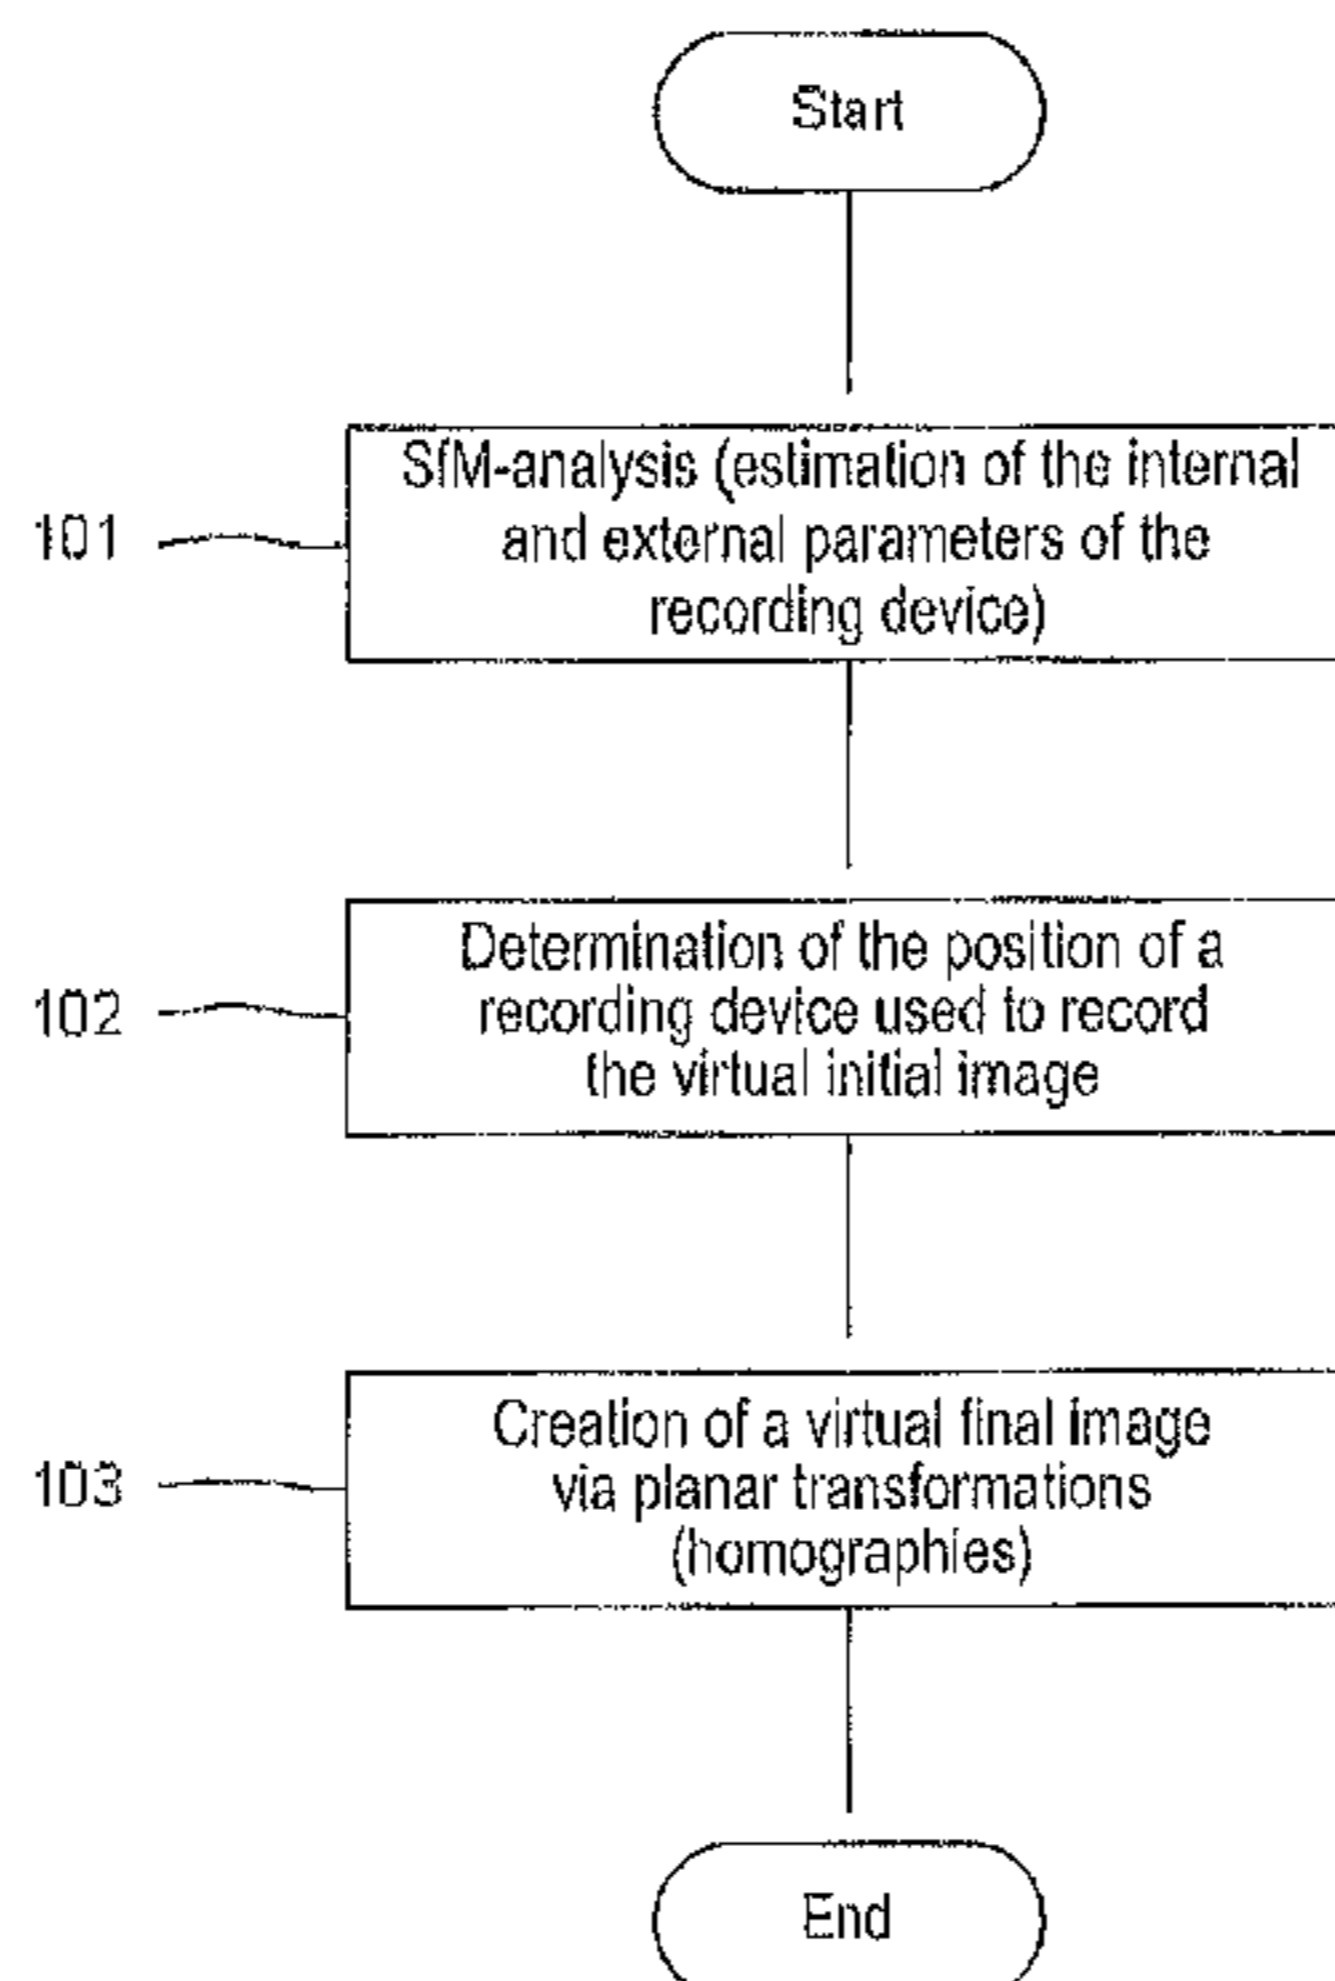 Start
101
SfM-analysis (estimation of the internal
and external parameters of the
recording device)
102
Determination of the position of a
recording device used to record
the virtual initial image
103
Creation of a virtual final image
via planar transformations
(homographies)
End